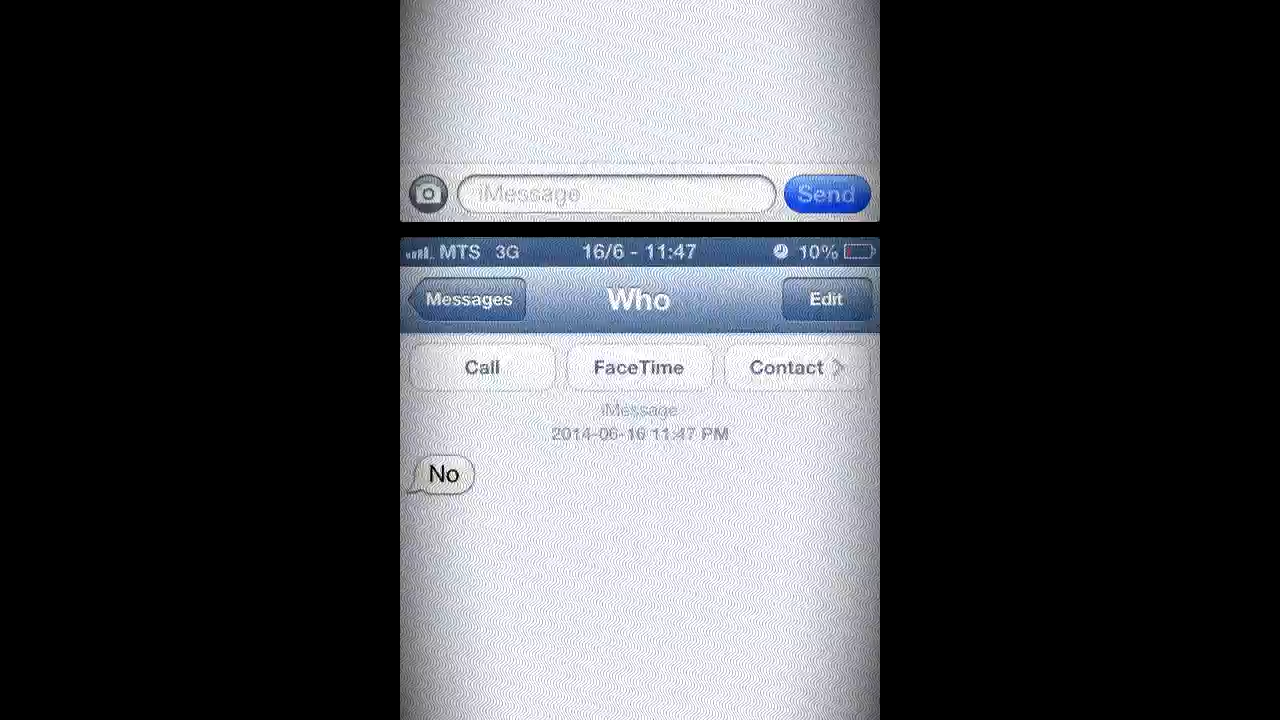 iMessage Send
MTS 3G 16/6 - 11:47 10%
Messages Who Edit
Call FaceTime Contact
iMessage
2014-06-16 11:47 PM
No